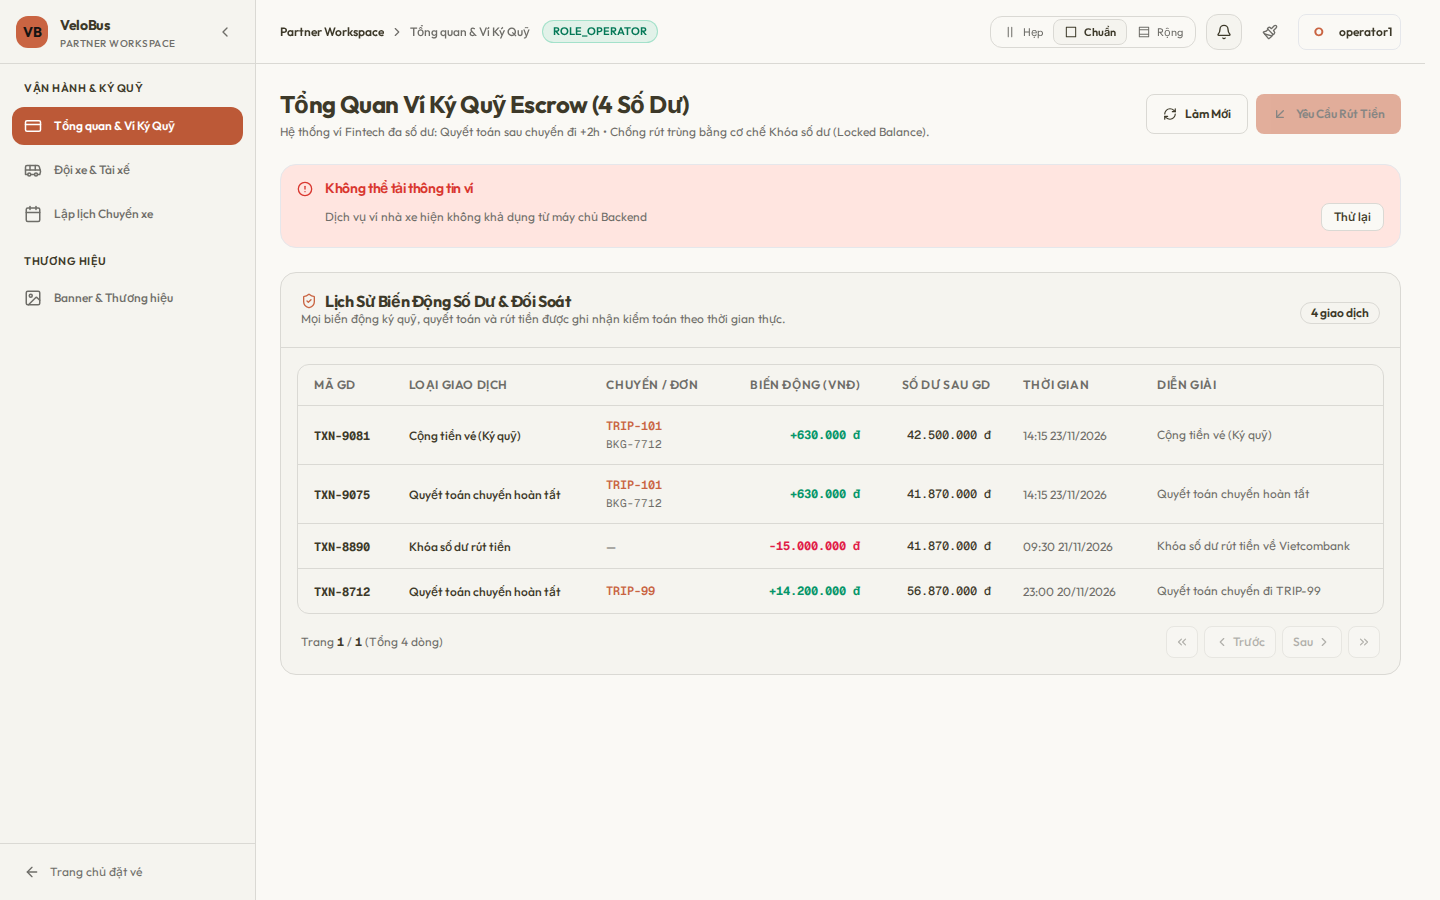 VB
VeloBus
PARTNER WORKSPACE
Partner Workspace
Tổng quan & Ví Ký Quỹ
ROLE_OPERATOR
Hẹp
Chuẩn
Rộng
operator1
VẬN HÀNH & KÝ QUỸ
Tổng quan & Ví Ký Quỹ
Đội xe & Tài xế
Lập lịch Chuyến xe
THƯƠNG HIỆU
Banner & Thương hiệu
Trang chủ đặt vé
Tổng Quan Ví Ký Quỹ Escrow (4 Số Dư)
Hệ thống ví Fintech đa số dư: Quyết toán sau chuyến đi +2h • Chống rút trùng bằng cơ chế Khóa số dư (Locked Balance).
Làm Mới
Yêu Cầu Rút Tiền
Không thể tải thông tin ví
Dịch vụ ví nhà xe hiện không khả dụng từ máy chủ Backend
Thử lại
Lịch Sử Biến Động Số Dư & Đối Soát
Mọi biến động ký quỹ, quyết toán và rút tiền được ghi nhận kiểm toán theo thời gian thực.
4 giao dịch
MÃ GD LOẠI GIAO DỊCH CHUYẾN / ĐƠN BIẾN ĐỘNG (VNĐ) SỐ DƯ SAU GD THỜI GIAN DIỄN GIẢI
TXN-9081 Cộng tiền vé (Ký quỹ) TRIP-101 BKG-7712 +630.000 đ 42.500.000 đ 14:15 23/11/2026 Cộng tiền vé (Ký quỹ)
TXN-9075 Quyết toán chuyến hoàn tất TRIP-101 BKG-7712 +630.000 đ 41.870.000 đ 14:15 23/11/2026 Quyết toán chuyến hoàn tất
TXN-8890 Khóa số dư rút tiền — -15.000.000 đ 41.870.000 đ 09:30 21/11/2026 Khóa số dư rút tiền về Vietcombank
TXN-8712 Quyết toán chuyến hoàn tất TRIP-99 +14.200.000 đ 56.870.000 đ 23:00 20/11/2026 Quyết toán chuyến đi TRIP-99
Trang 1 / 1 (Tổng 4 dòng)
Trước
Sau